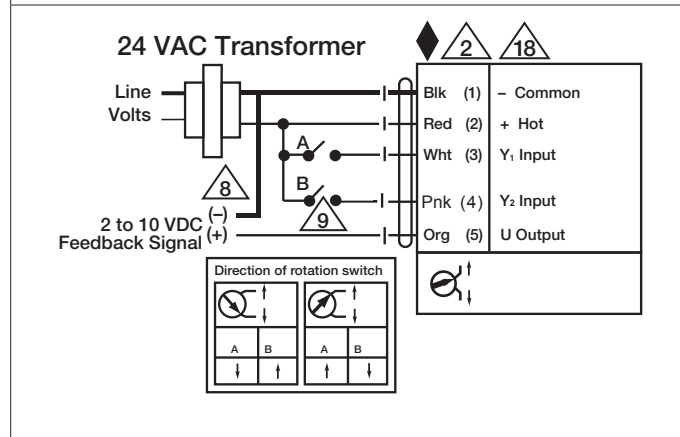 24 VAC Transformer
2
18
Line
Volts
Blk (1) – Common
Red (2) + Hot
A
Wht (3) Y₁ Input
B
Pnk (4) Y₂ Input
8
9
2 to 10 VDC (–)
Feedback Signal (+)
Org (5) U Output
Direction of rotation switch
A B A B